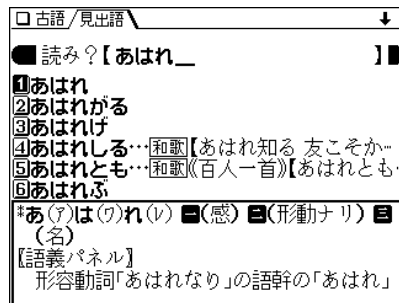 古語/見出語
読み？【あはれ＿ 】
1あはれ
2あはれがる
3あはれげ
4あはれしる…和歌【あはれ知る 友こそか…
5あはれとも…和歌《百人一首》【あはれとも…
6あはれぶ
*あ(ア)は(ワ)れ(レ) 一(感) 二(形動ナリ) 三
(名)
〖語義パネル〗
形容動詞「あはれなり」の語幹の「あはれ」